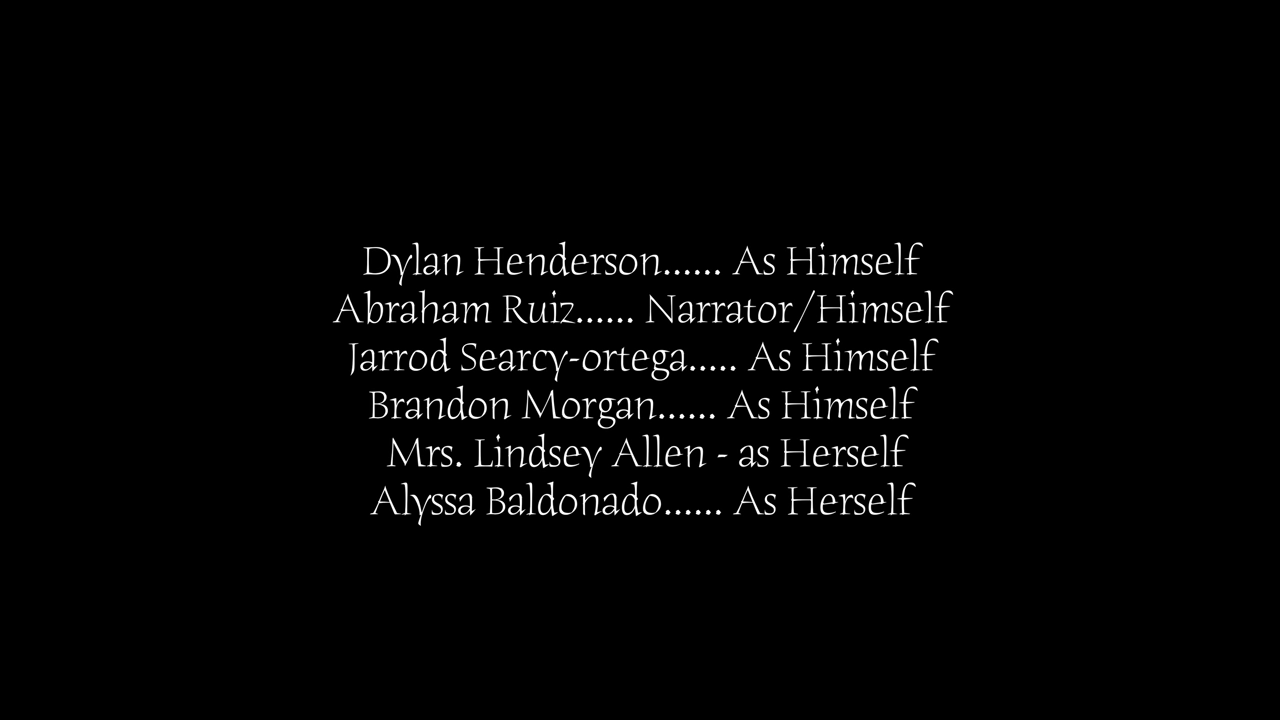 Dylan Henderson...... As Himself
Abraham Ruiz...... Narrator/Himself
Jarrod Searcy-ortega..... As Himself
Brandon Morgan...... As Himself
Mrs. Lindsey Allen - as Herself
Alyssa Baldonado...... As Herself